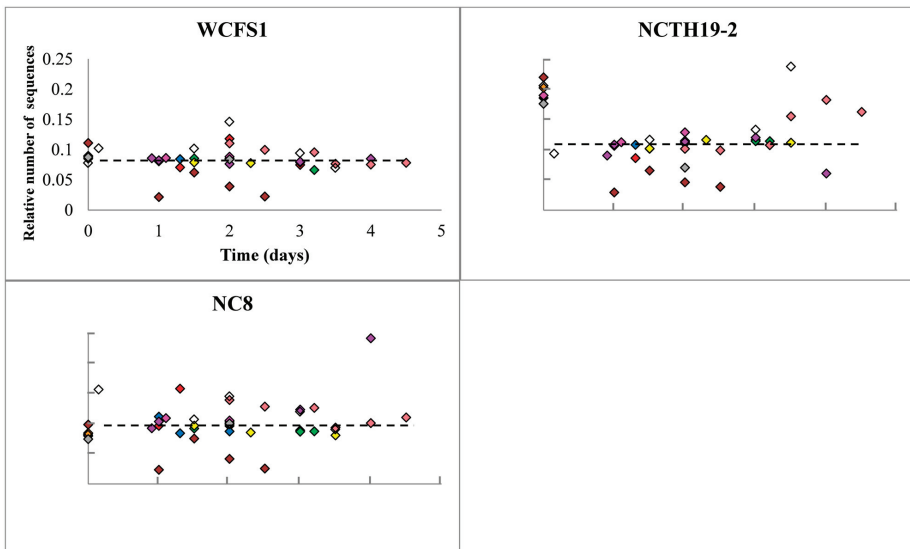 WCFS1
Relative number of sequences
0.25
0.2
0.15
0.1
0.05
0
0 1 2 3 4 5
Time (days)
NCTH19-2
NC8